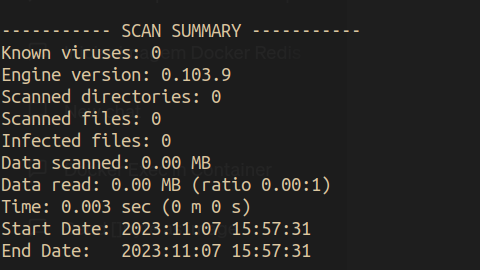 ----------- SCAN SUMMARY -----------
Known viruses: 0
Engine version: 0.103.9
Scanned directories: 0
Scanned files: 0
Infected files: 0
Data scanned: 0.00 MB
Data read: 0.00 MB (ratio 0.00:1)
Time: 0.003 sec (0 m 0 s)
Start Date: 2023:11:07 15:57:31
End Date:   2023:11:07 15:57:31